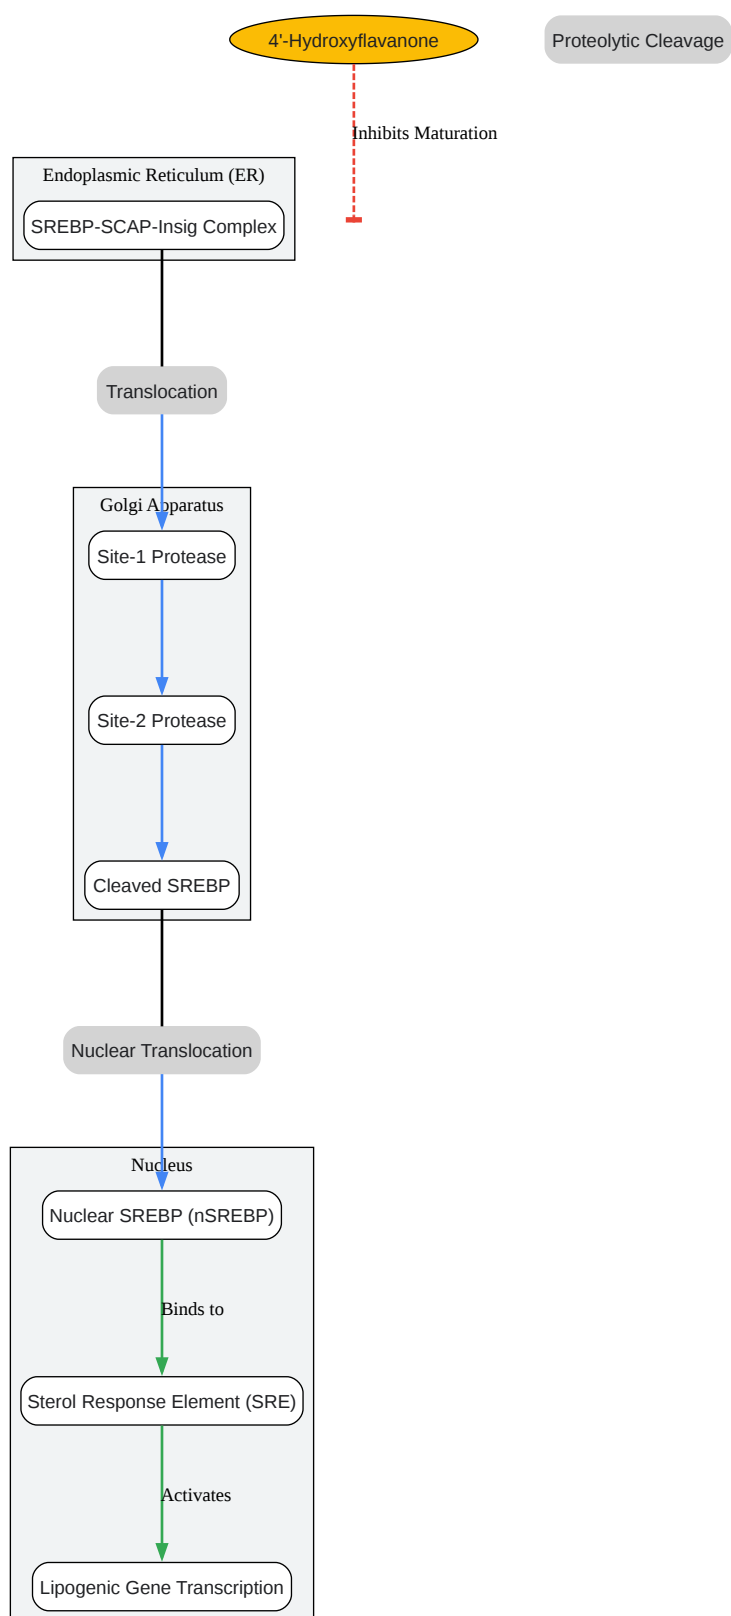 4'-Hydroxyflavanone
Proteolytic Cleavage
Inhibits Maturation
Endoplasmic Reticulum (ER)
SREBP-SCAP-Insig Complex
Translocation
Golgi Apparatus
Site-1 Protease
Site-2 Protease
Cleaved SREBP
Nuclear Translocation
Nucleus
Nuclear SREBP (nSREBP)
Binds to
Sterol Response Element (SRE)
Activates
Lipogenic Gene Transcription